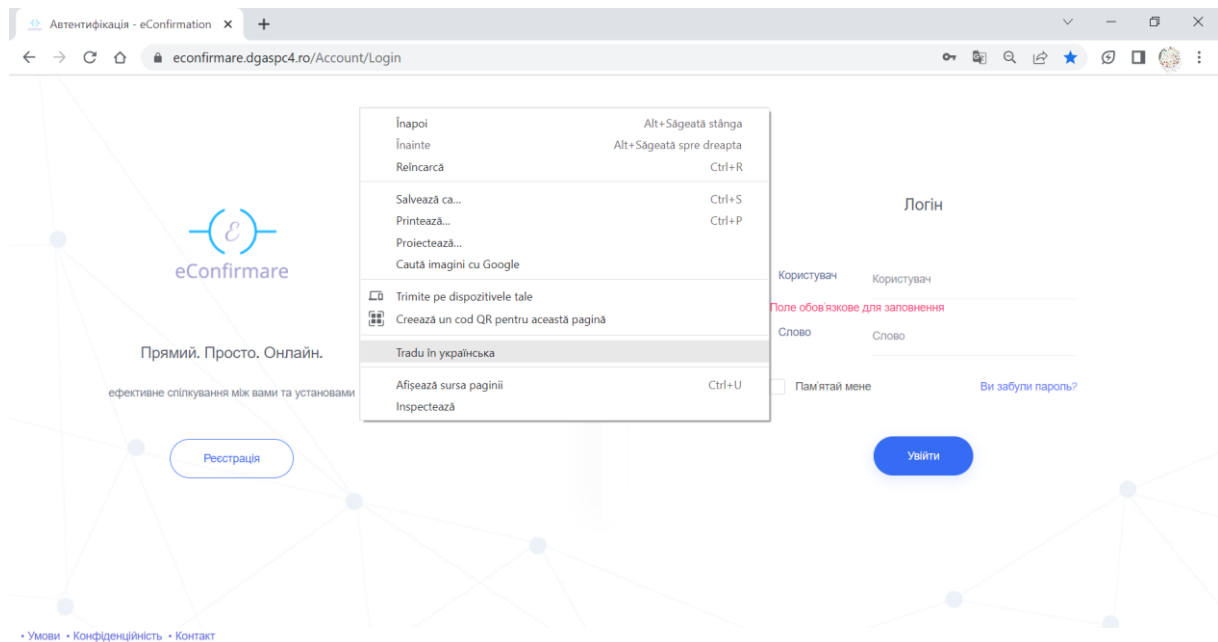 Автентифікація - eConfirmation
econfirmare.dgaspc4.ro/Account/Login
Înapoi Alt+Săgeată stânga
Înainte Alt+Săgeată spre dreapta
Reîncarcă Ctrl+R
Salvează ca... Ctrl+S
Printează... Ctrl+P
Proiectează...
Caută imagini cu Google
Trimite pe dispozitivele tale
Creează un cod QR pentru această pagină
Tradu în українська
Afișează sursa paginii Ctrl+U
Inspectează
ℰ
eConfirmare
Прямий. Просто. Онлайн.
ефективне спілкування між вами та установами
Реєстрація
Логін
Користувач Користувач
Поле обов'язкове для заповнення
Слово Слово
Пам'ятай мене Ви забули пароль?
Увійти
• Умови • Конфіденційність • Контакт